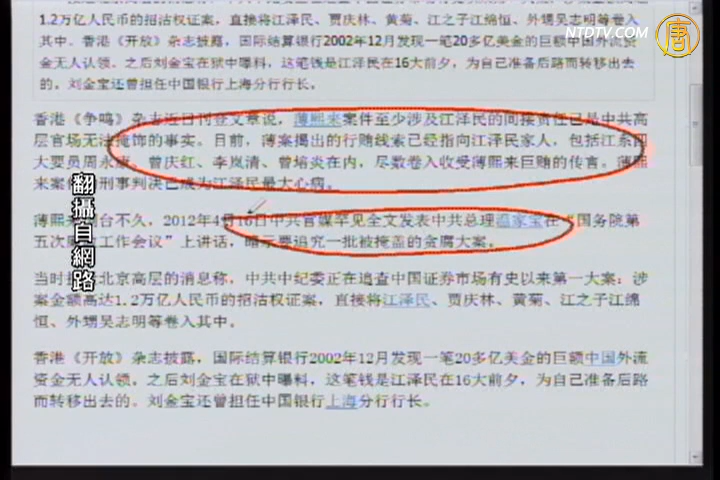 1.2万亿人民币的招沽权证案，直接将江泽民、贾庆林、黄菊、江之子江绵恒、外甥吴志明等卷入
其中。香港《开放》杂志披露，国际结算银行2002年12月发现一笔20多亿美金的巨额中国外流资
金无人认领。之后刘金宝在狱中曝料，这笔钱是江泽民在16大前夕，为自己准备后路而转移出去
的。刘金宝还曾担任中国银行上海分行行长。
NTDTV.COM
唐
香港《争鸣》杂志近日刊登文章说，薄熙来案件至少涉及江泽民的间接责任已是中共高
层官场无法掩饰的事实。目前，薄案揭出的行贿线索已经指向江泽民家人，包括江系四
大要员周永康、曾庆红、李岚清、曾培炎在内，尽数卷入收受薄熙来巨贿的传言。薄熙
来案 刑事判决已成为江泽民最大心病。
薄熙来 台不久，2012年4月16日中共官媒罕见全文发表中共总理温家宝在“国务院第
五次 工作会议”上讲话，暗示要追究一批被掩盖的贪腐大案。
当时 北京高层的消息称，中共中纪委正在追查中国证券市场有史以来第一大案：涉
案金额高达1.2万亿人民币的招沽权证案，直接将江泽民、贾庆林、黄菊、江之子江绵
恒、外甥吴志明等卷入其中。
香港《开放》杂志披露，国际结算银行2002年12月发现一笔20多亿美金的巨额中国外流
资金无人认领。之后刘金宝在狱中曝料，这笔钱是江泽民在16大前夕，为自己准备后路
而转移出去的。刘金宝还曾担任中国银行上海分行行长。
翻攝自網路